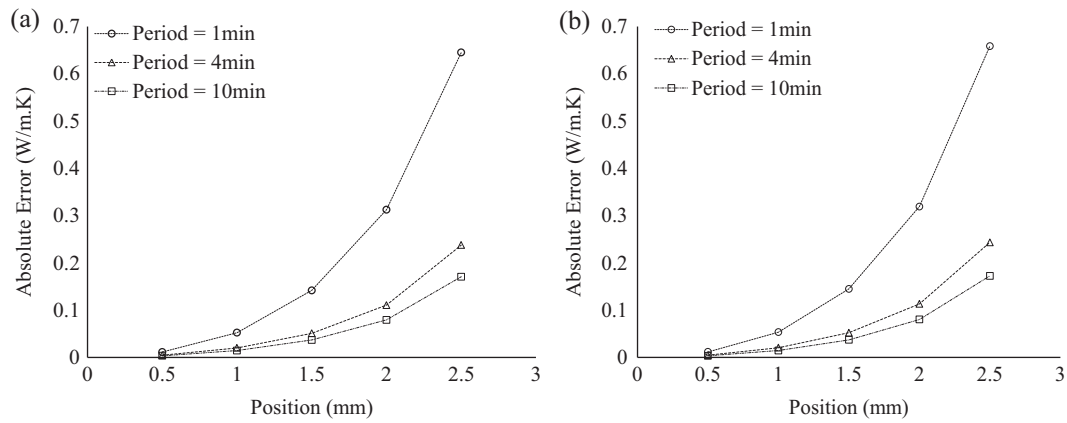 (a)
0.7
0.6
0.5
0.4
0.3
0.2
0.1
0
Absolute Error (W/m.K)
Period = 1min
Period = 4min
Period = 10min
0 0.5 1 1.5 2 2.5 3
Position (mm)
(b)
0.7
0.6
0.5
0.4
0.3
0.2
0.1
0
Absolute Error (W/m.K)
Period = 1min
Period = 4min
Period = 10min
0 0.5 1 1.5 2 2.5 3
Position (mm)